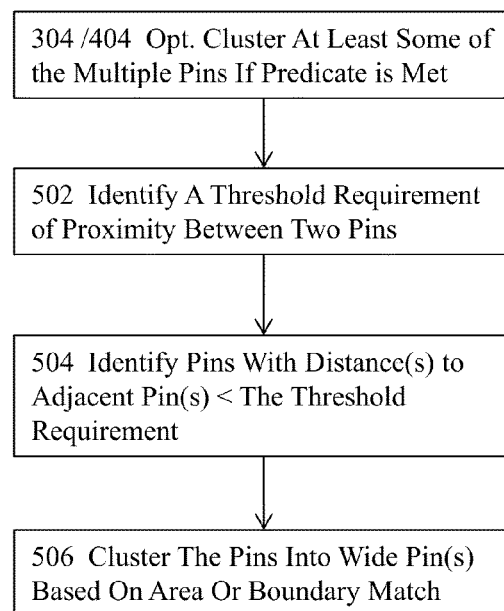 304 /404 Opt. Cluster At Least Some of
the Multiple Pins If Predicate is Met
502 Identify A Threshold Requirement
of Proximity Between Two Pins
504 Identify Pins With Distance(s) to
Adjacent Pin(s) < The Threshold
Requirement
506 Cluster The Pins Into Wide Pin(s)
Based On Area Or Boundary Match